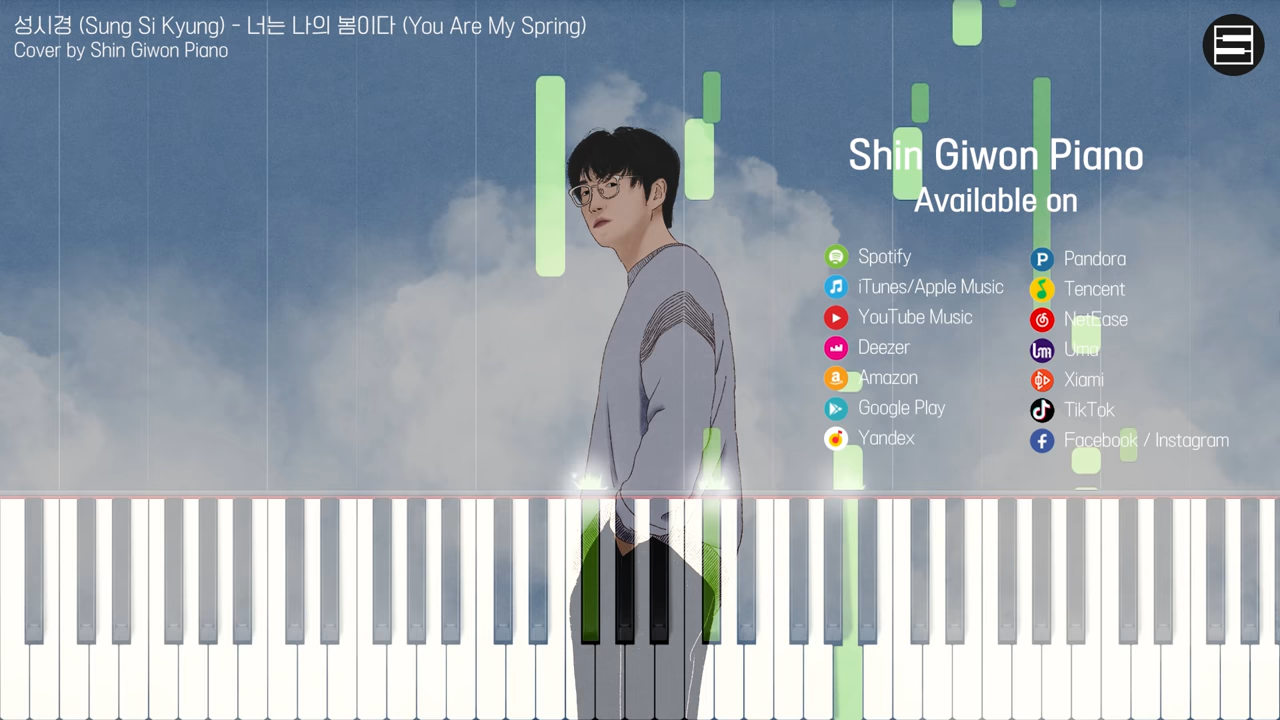 성시경 (Sung Si Kyung) - 너는 나의 봄이다 (You Are My Spring)
Cover by Shin Giwon Piano
Shin Giwon Piano
Available on
Spotify
iTunes/Apple Music
YouTube Music
Deezer
Amazon
Google Play
Yandex
Pandora
Tencent
NetEase
Uma
Xiami
TikTok
Facebook / Instagram